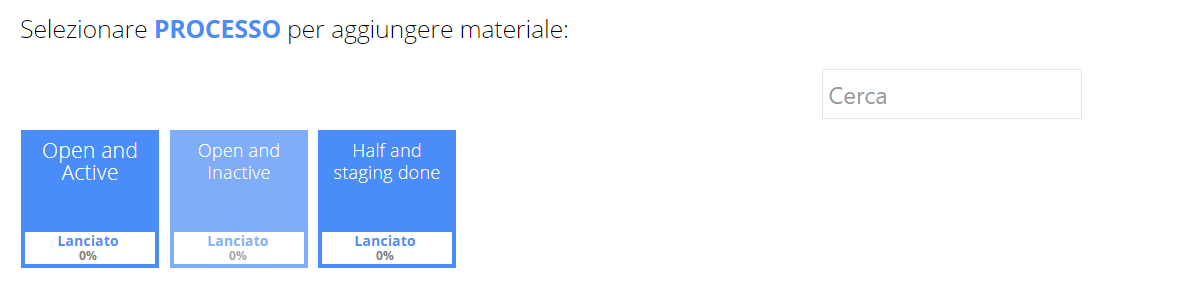 Selezionare PROCESSO per aggiungere materiale:
Cerca
Open and
Active
Lanciato
0%
Open and
Inactive
Lanciato
0%
Half and
staging done
Lanciato
0%